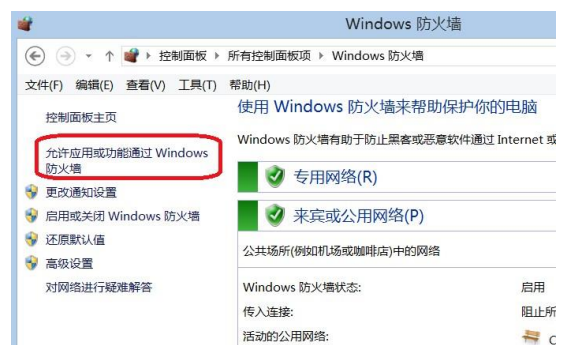 Windows 防火墙
控制面板 ▸ 所有控制面板项 ▸ Windows 防火墙
文件(F) 编辑(E) 查看(V) 工具(T) 帮助(H)
控制面板主页
允许应用或功能通过 Windows
防火墙
更改通知设置
启用或关闭 Windows 防火墙
还原默认值
高级设置
对网络进行疑难解答
使用 Windows 防火墙来帮助保护你的电脑
Windows 防火墙有助于防止黑客或恶意软件通过 Internet 或
专用网络(R)
来宾或公用网络(P)
公共场所(例如机场或咖啡店)中的网络
Windows 防火墙状态: 启用
传入连接: 阻止所
活动的公用网络: